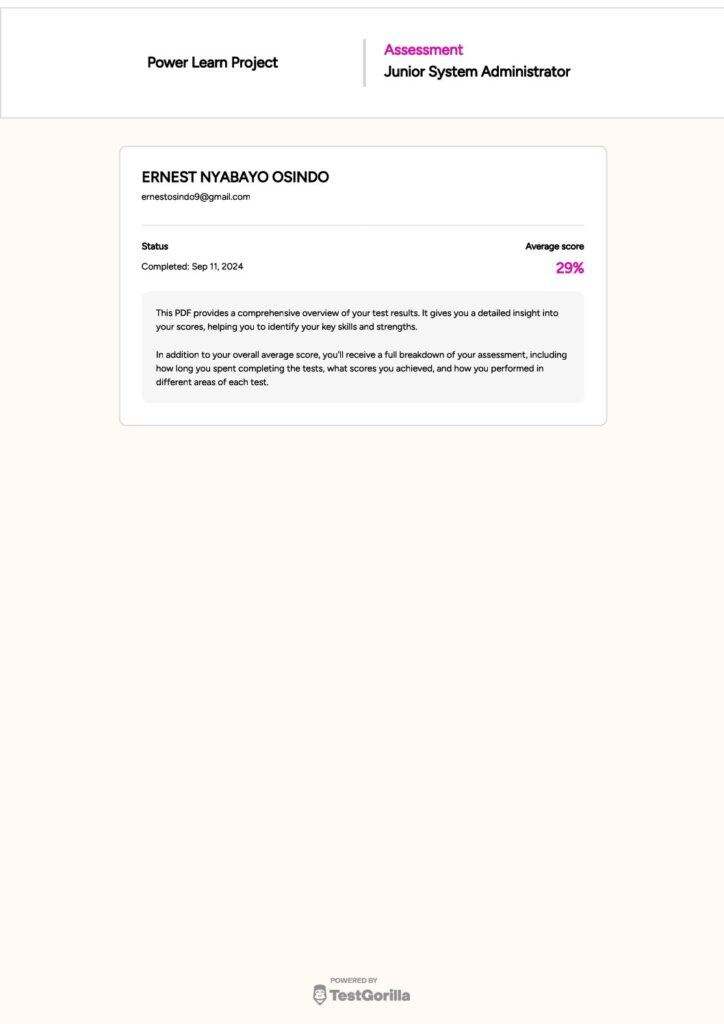 Power Learn Project
Assessment
Junior System Administrator
ERNEST NYABAYO OSINDO
ernestosindo9@gmail.com
Status
Average score
Completed: Sep 11, 2024
29%
This PDF provides a comprehensive overview of your test results. It gives you a detailed insight into
your scores, helping you to identify your key skills and strengths.
In addition to your overall average score, you'll receive a full breakdown of your assessment, including
how long you spent completing the tests, what scores you achieved, and how you performed in
different areas of each test.
POWERED BY
TestGorilla